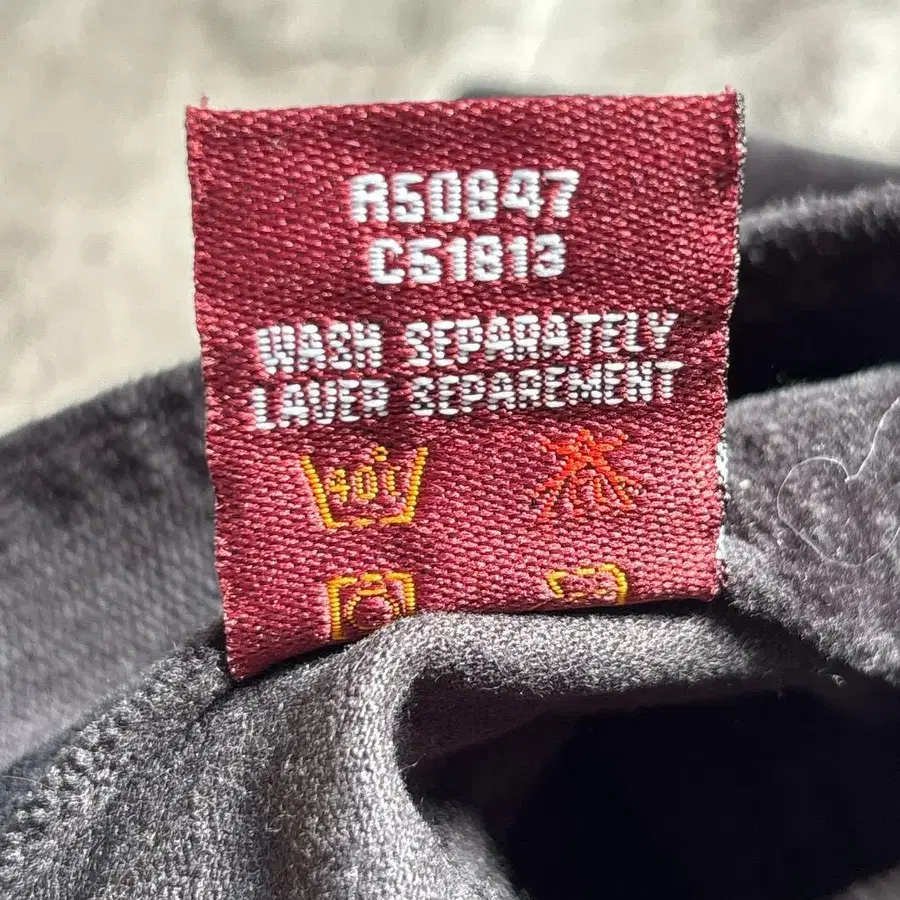 R50847
C51813
WASH SEPARATELY
LAVER SEPAREMENT
40°C